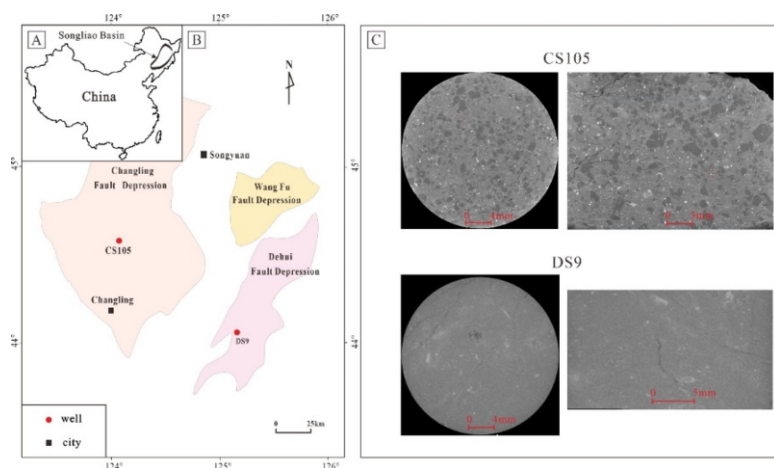 124°
125°
126°
A
Songliao Basin
China
B
N
Songyuan
45°
45°
Changling
Fault Depression
Wang Fu
Fault Depression
CS105
Dehui
Fault Depression
Changling
DS9
44°
44°
well
city
0 25km
124°
125°
126°
C
CS105
0 4mm
0
DS9
0 4mm
0 5mm